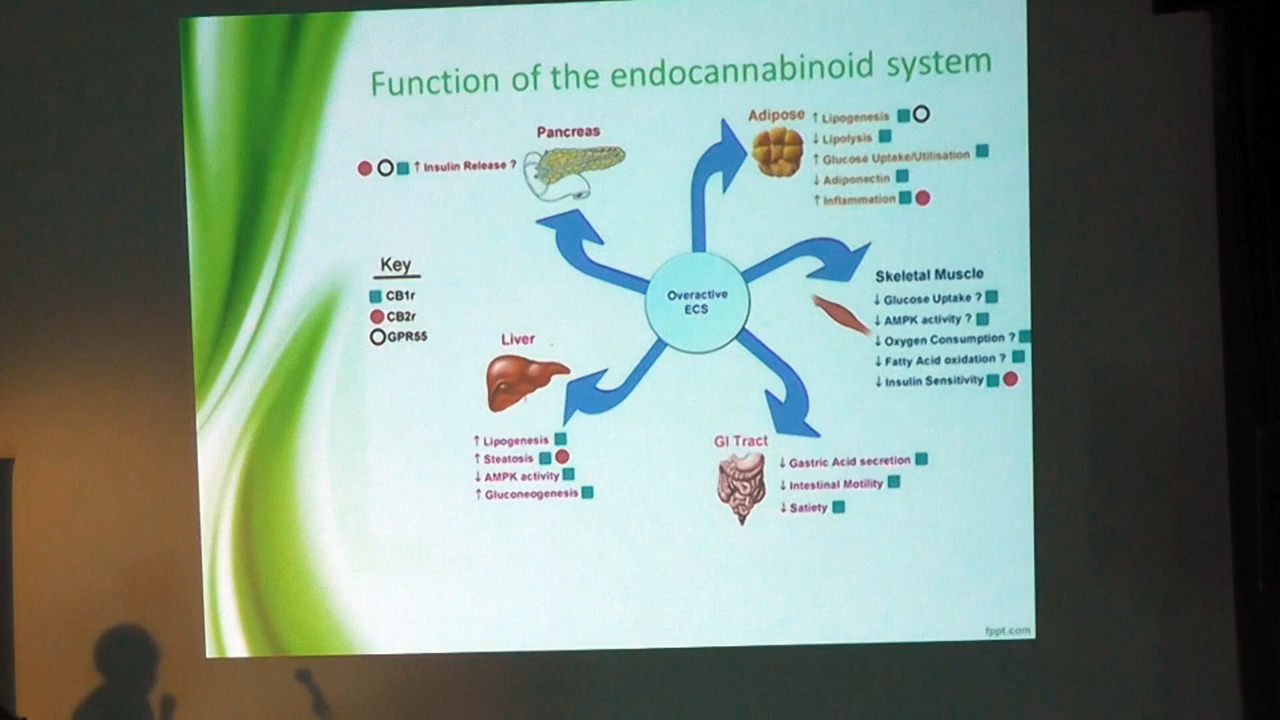 Function of the endocannabinoid system
Pancreas
↑ Insulin Release ?
Adipose
↑ Lipogenesis
↓ Lipolysis
↑ Glucose Uptake/Utilisation
↓ Adiponectin
↑ Inflammation
Key
CB1r
CB2r
GPR55
Overactive
ECS
Skeletal Muscle
↓ Glucose Uptake ?
↓ AMPK activity ?
↓ Oxygen Consumption ?
↓ Fatty Acid oxidation ?
↓ Insulin Sensitivity
Liver
↑ Lipogenesis
↑ Steatosis
↓ AMPK activity
↑ Gluconeogenesis
GI Tract
↓ Gastric Acid secretion
↓ Intestinal Motility
↓ Satiety
fppt.com